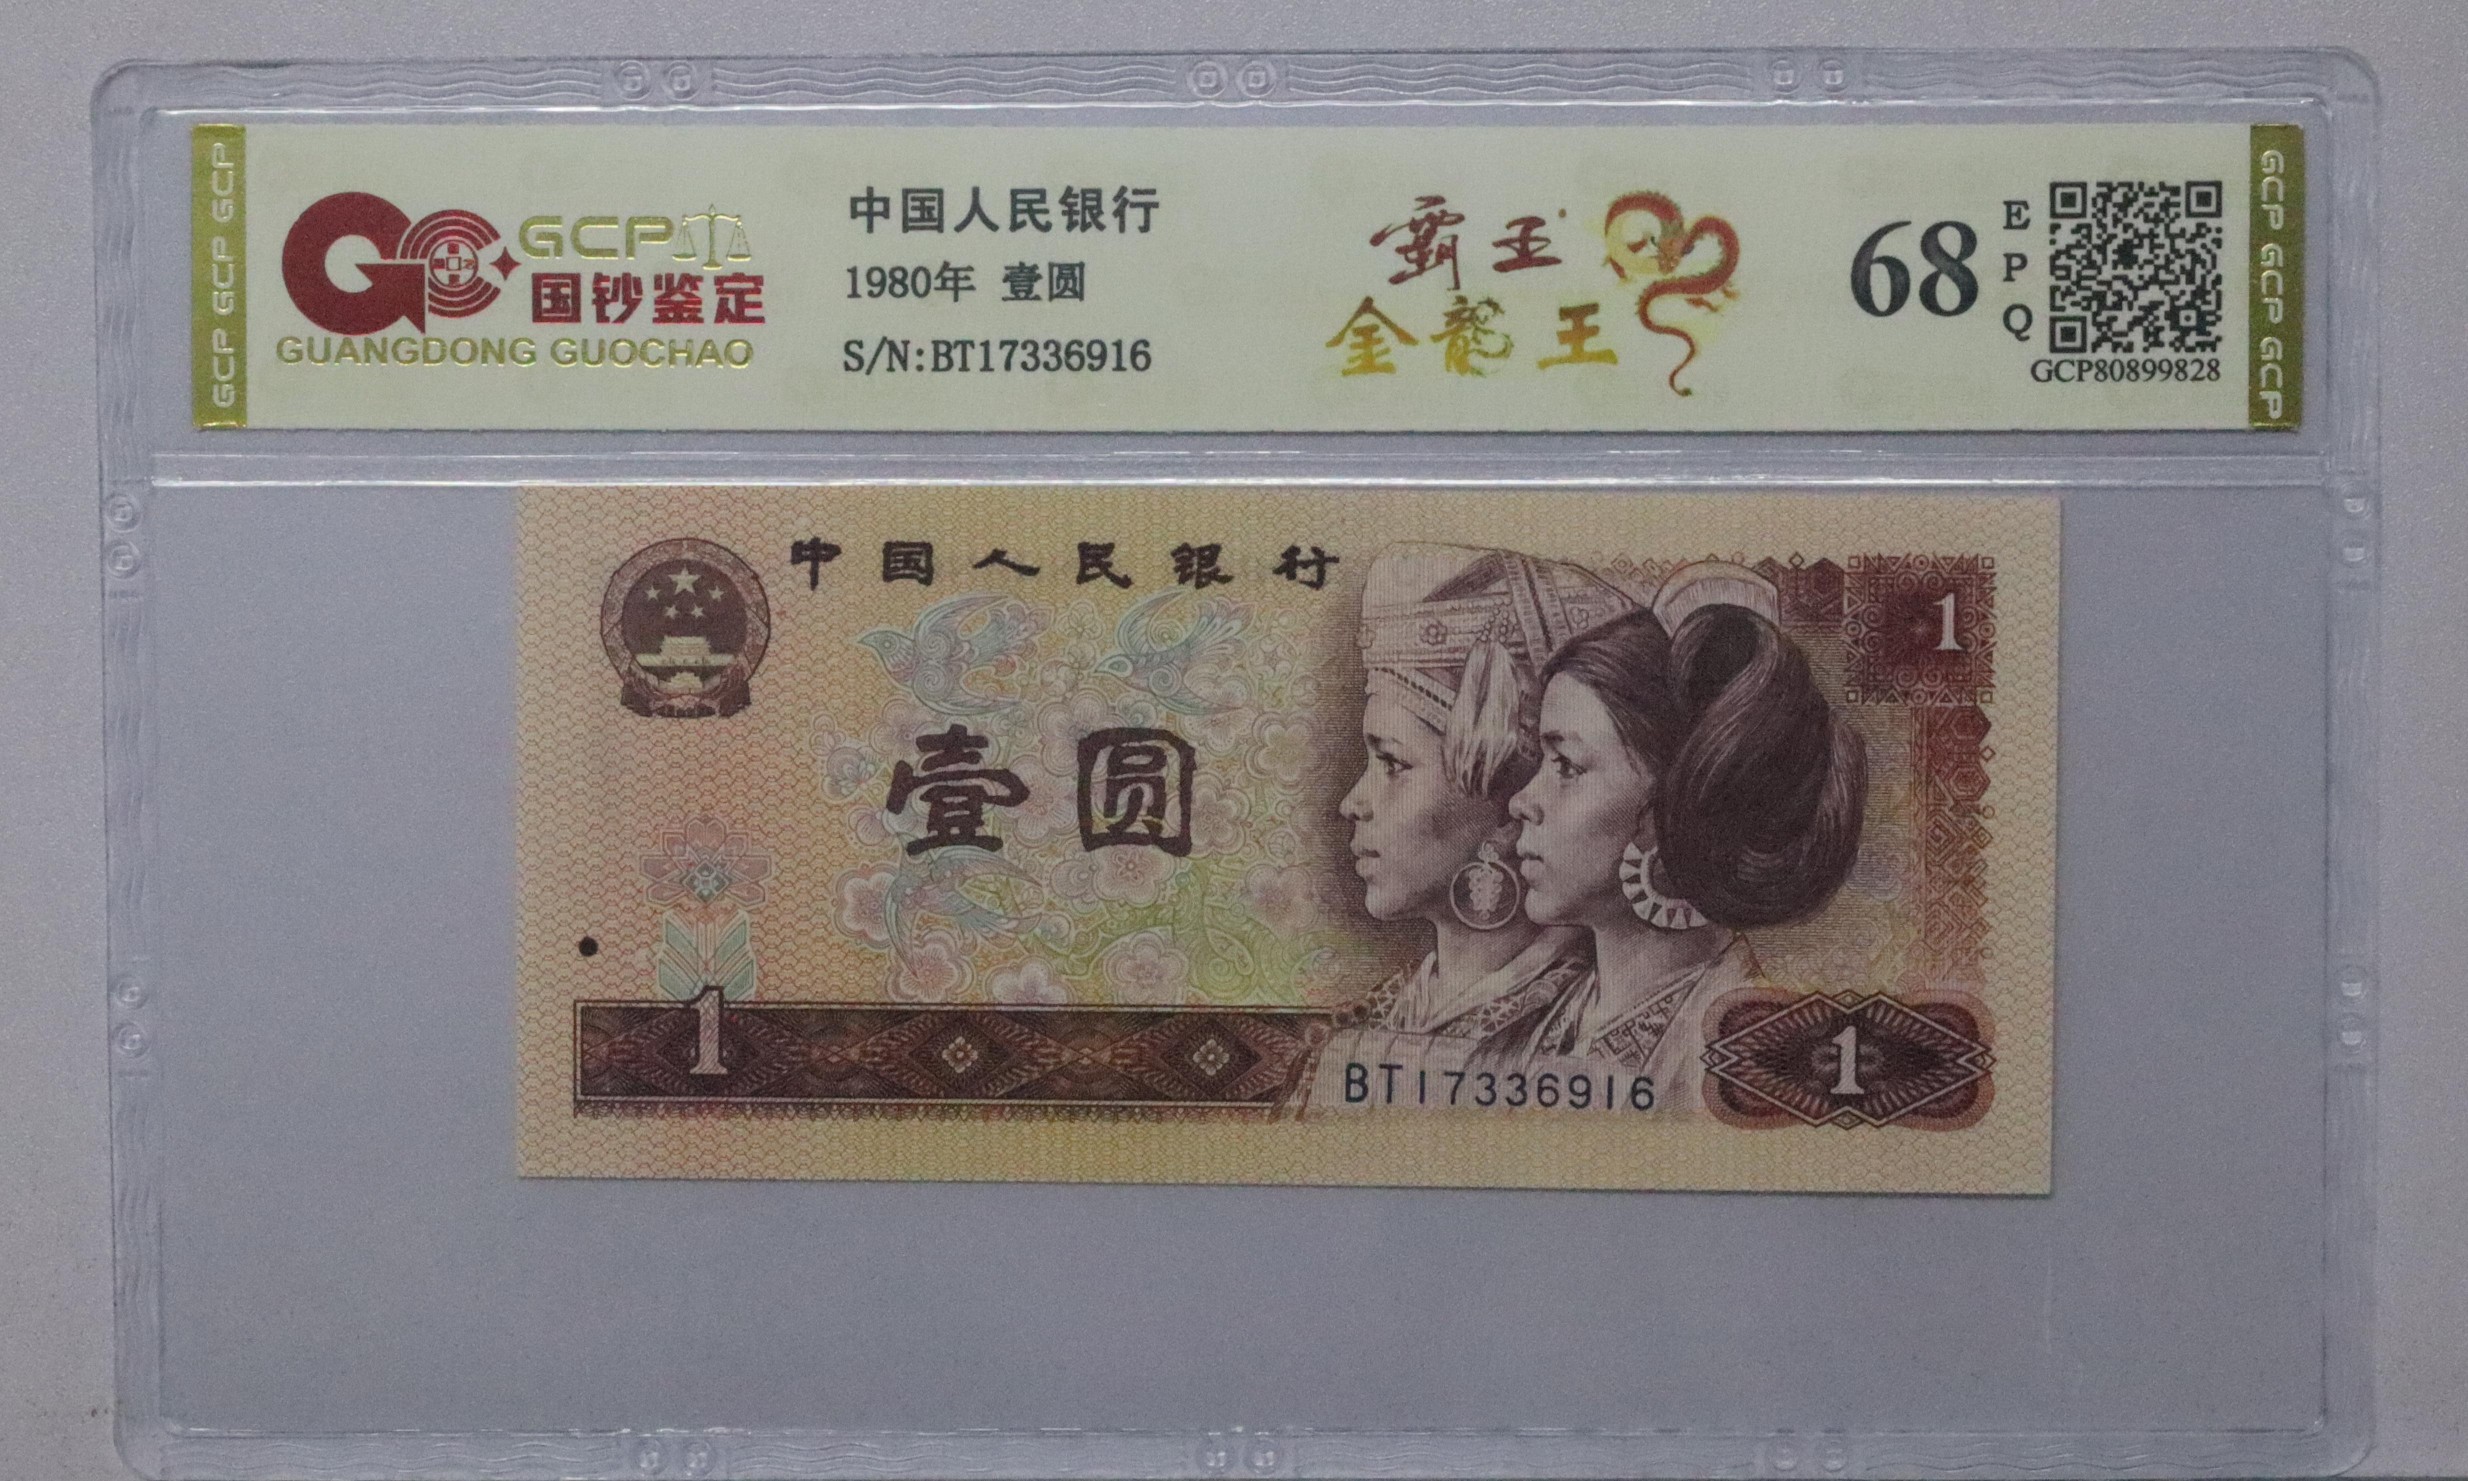 GCP GCP GCP
GCP
国钞鉴定
GUANGDONG GUOCHAO
中国人民银行
1980年 壹圆
S/N:BT17336916
霸王
金龍王
68
EPQ
GCP80899828
GCP GCP GCP
中国人民银行
1
壹圆
1
BT17336916
1